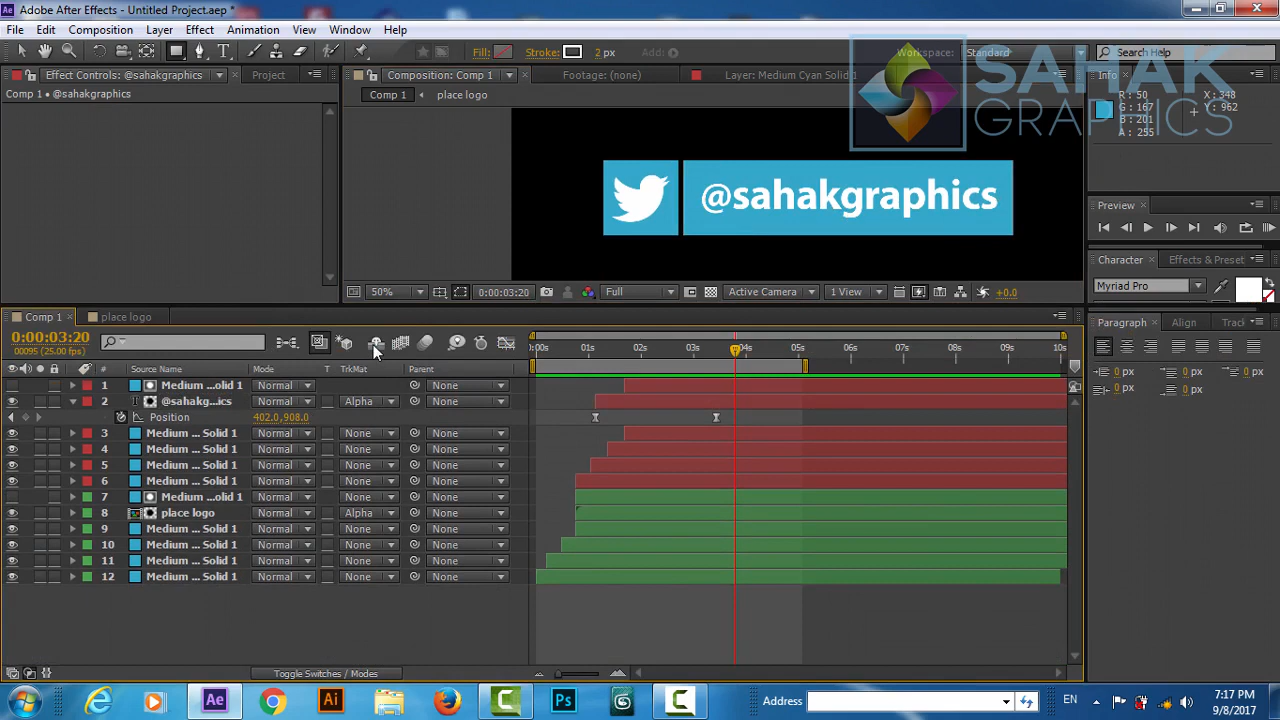 Adobe After Effects - Untitled Project.aep *
File Edit Composition Layer Effect Animation View Window Help
Fill: Stroke: 2 px Add: Workspace: Standard Search Help
SAHAK
GRAPHICS
Effect Controls: @sahakgraphics Project Composition: Comp 1 Footage: (none) Layer: Medium Cyan Solid 1 Info
Comp 1 • @sahakgraphics Comp 1 place logo
R: 50 X: 348
G: 167 Y: 962
B: 201
A: 255
@sahakgraphics
Preview
Character Effects & Preset
Myriad Pro
50% 0:00:03:20 Full Active Camera 1 View +0.0
Comp 1 place logo
Paragraph Align
0:00:03:20
00095 (25.00 fps)
:00s 01s 02s 03s 04s 05s 06s 07s 08s 09s 10s
0 px 0 px 0 px
0 px 0 px
# Source Name Mode T TrkMat Parent
1 Medium ...olid 1 Normal None
2 @sahakg...ics Normal Alpha None
Position 402.0,908.0
3 Medium ... Solid 1 Normal None None
4 Medium ... Solid 1 Normal None None
5 Medium ... Solid 1 Normal None None
6 Medium ... Solid 1 Normal None None
7 Medium ...olid 1 Normal None None
8 place logo Normal Alpha None
9 Medium ... Solid 1 Normal None None
10 Medium ... Solid 1 Normal None None
11 Medium ... Solid 1 Normal None None
12 Medium ... Solid 1 Normal None None
Toggle Switches / Modes
Address EN 7:17 PM
9/8/2017